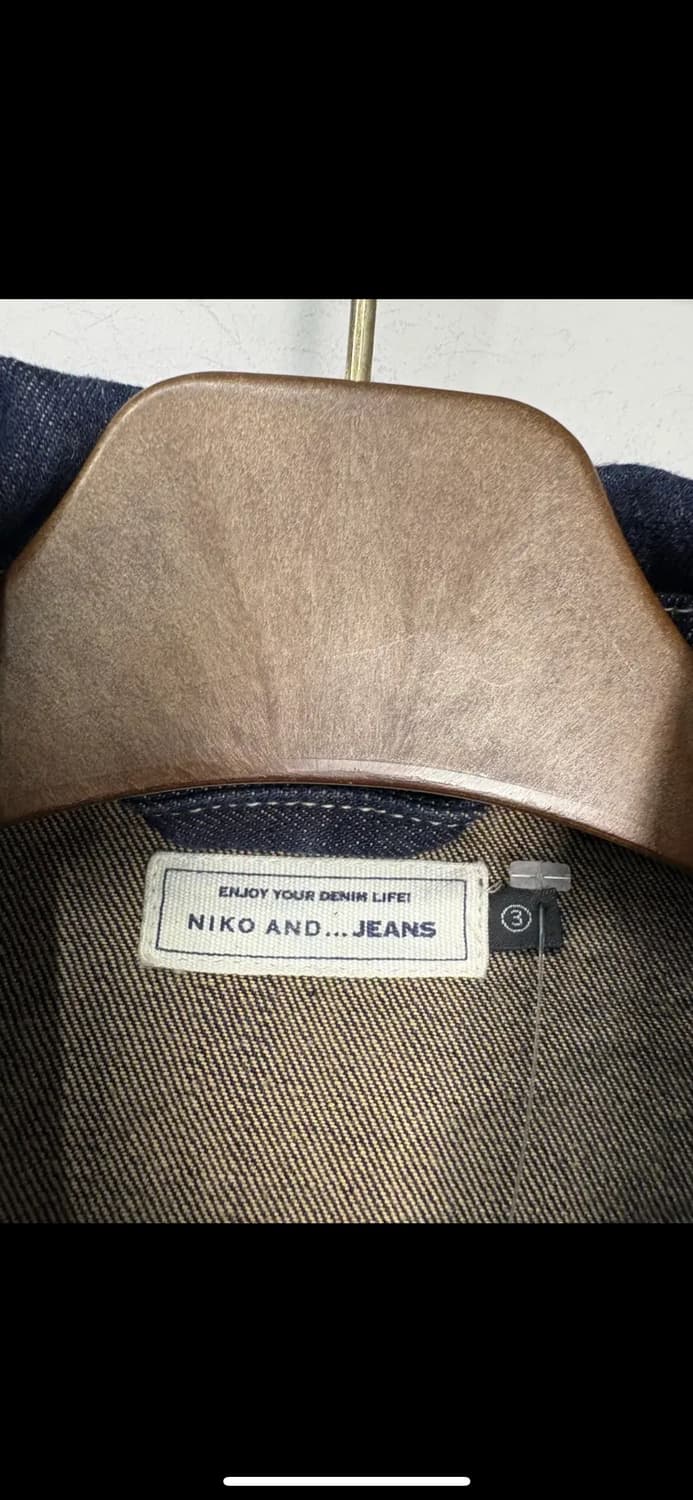 ENJOY YOUR DENIM LIFE!
NIKO AND... JEANS
③